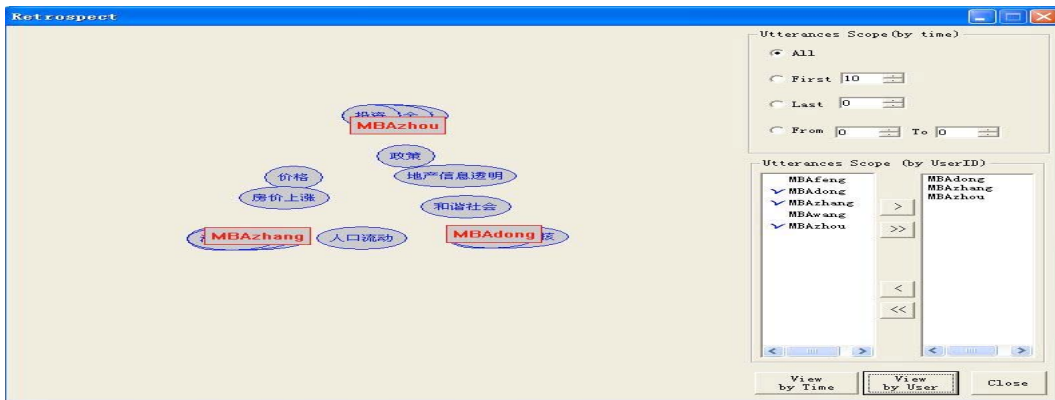 Retrospect
投资
MBAzhou
政策
价格
地产信息透明
房价上涨
和谐社会
MBAzhang
人口流动
MBAdong
Utterances Scope(by time)
All
First 10
Last 0
From 0 To 0
Utterances Scope (by UserID)
MBAfeng
MBAdong
MBAzhang
MBAwang
MBAzhou
>
>>
<
<<
MBAdong
MBAzhang
MBAzhou
View
by Time
View
by User
Close